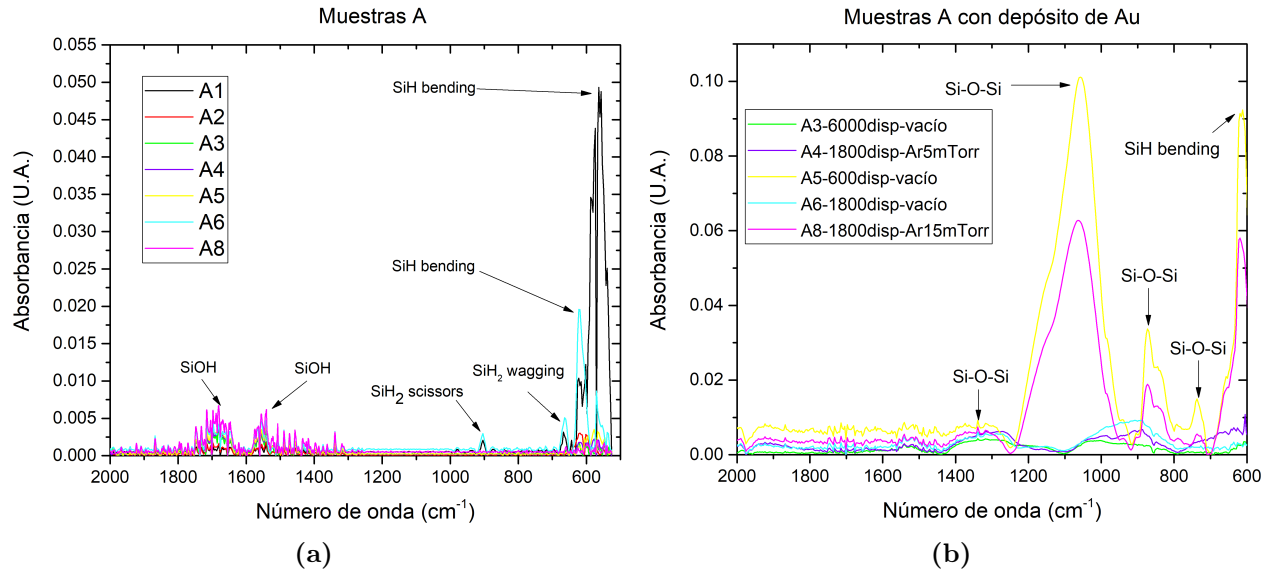 Muestras A
0.055
0.050
0.045
0.040
0.035
0.030
0.025
0.020
0.015
0.010
0.005
0.000
Absorbancia (U.A.)
A1
A2
A3
A4
A5
A6
A8
SiH bending
SiH bending
SiOH
SiOH
SiH2 scissors
SiH2 wagging
2000 1800 1600 1400 1200 1000 800 600
Número de onda (cm-1)
(a)
Muestras A con depósito de Au
0.10
0.08
0.06
0.04
0.02
0.00
Absorbancia (U.A.)
A3-6000disp-vacío
A4-1800disp-Ar5mTorr
A5-600disp-vacío
A6-1800disp-vacío
A8-1800disp-Ar15mTorr
Si-O-Si
SiH bending
Si-O-Si
Si-O-Si
Si-O-Si
2000 1800 1600 1400 1200 1000 800 600
Número de onda (cm-1)
(b)